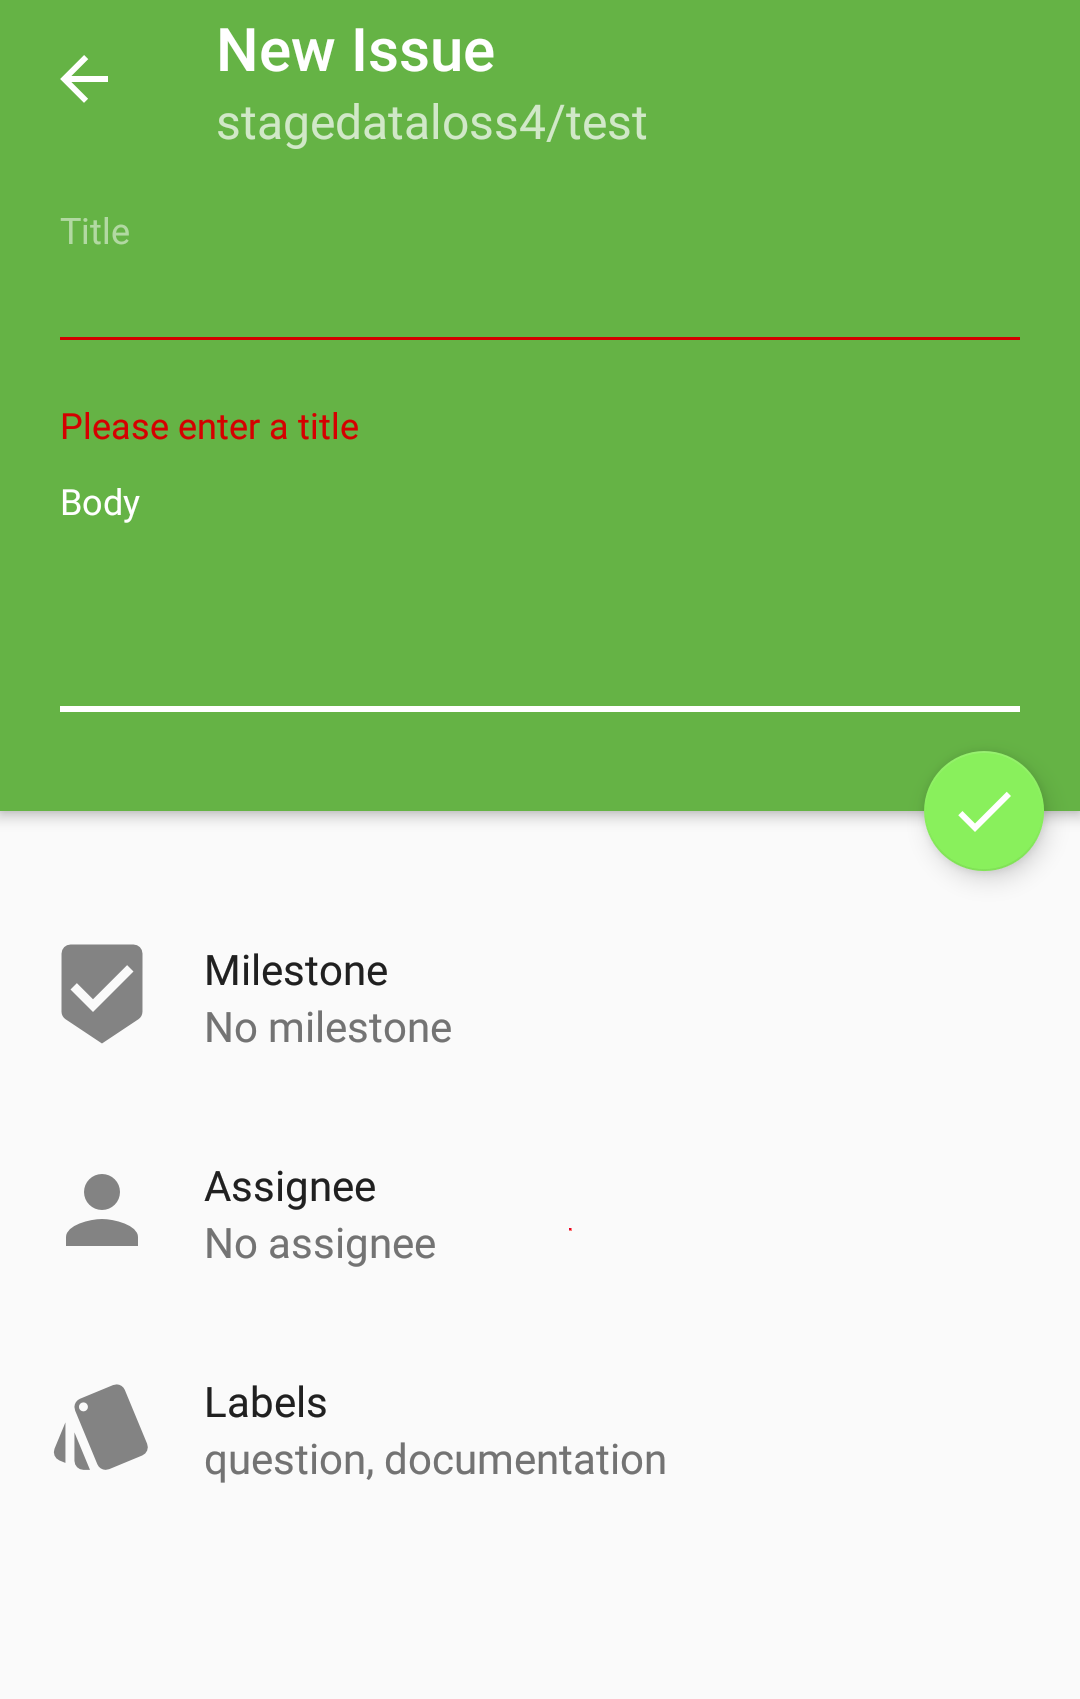 New Issue
stagedataloss4/test
Title
Please enter a title
Body
Milestone
No milestone
Assignee
No assignee
Labels
question, documentation